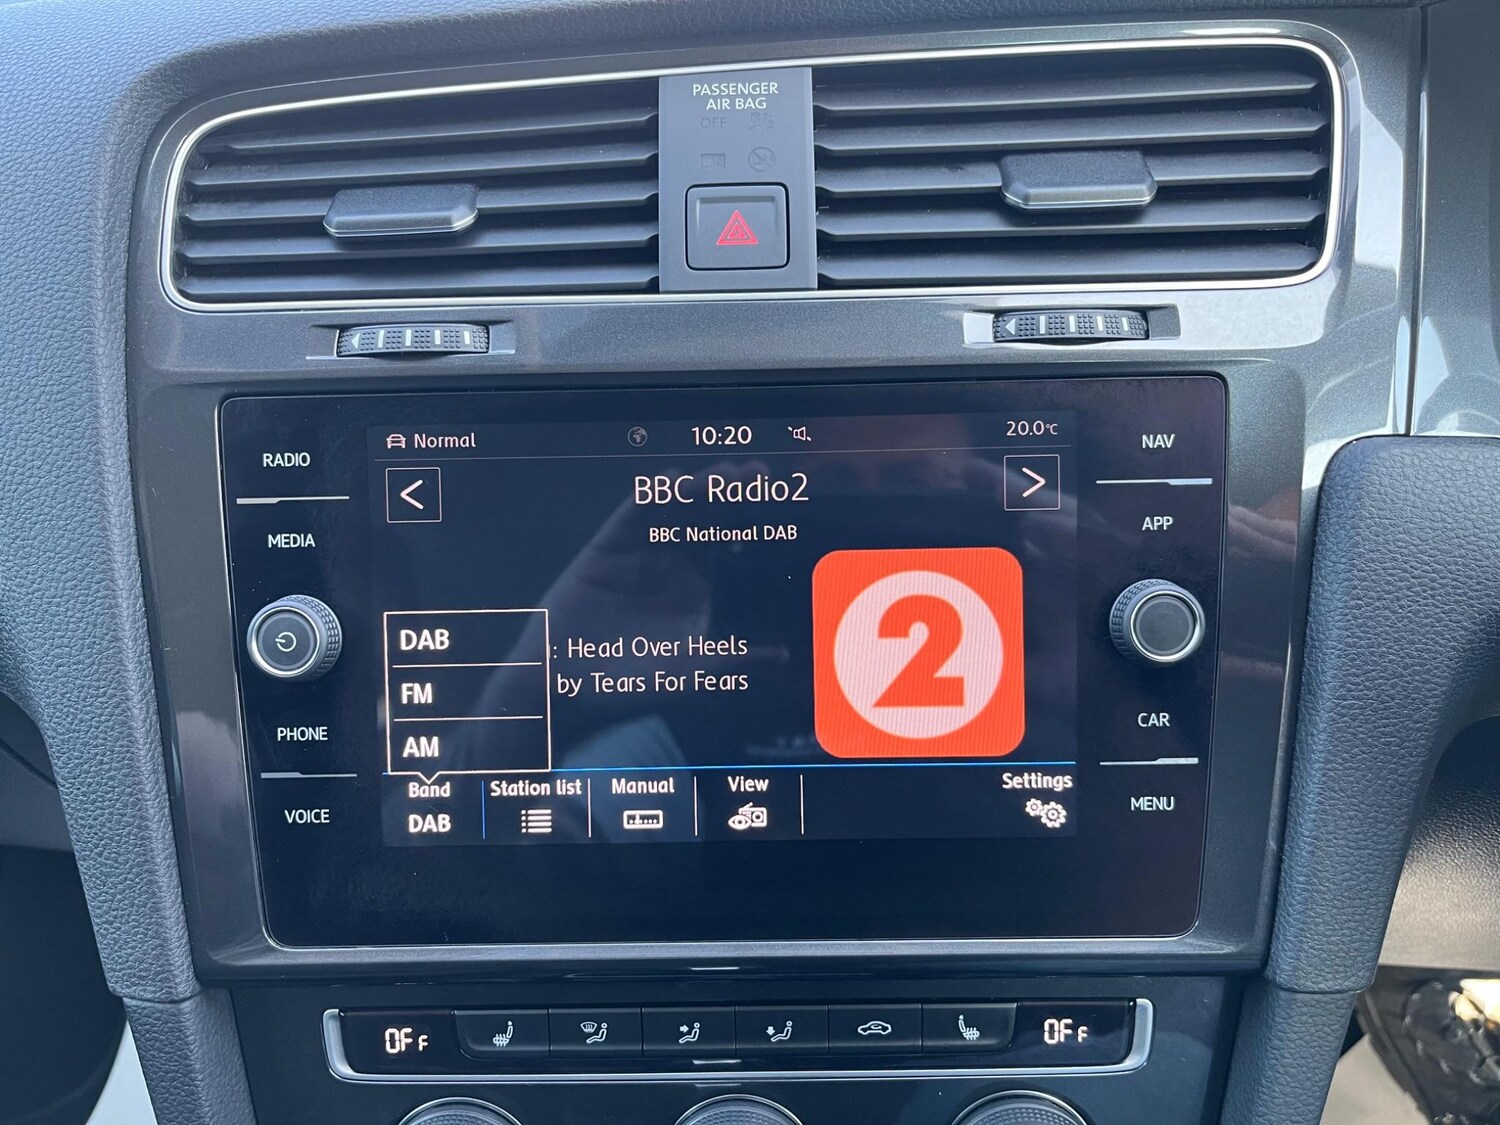 PASSENGER
AIR BAG
OFF
RADIO
MEDIA
PHONE
VOICE
Normal
10:20
20.0°C
BBC Radio2
BBC National DAB
: Head Over Heels
by Tears For Fears
2
DAB
FM
AM
Band
DAB
Station list
Manual
View
Settings
NAV
APP
CAR
MENU
OFF
OFF